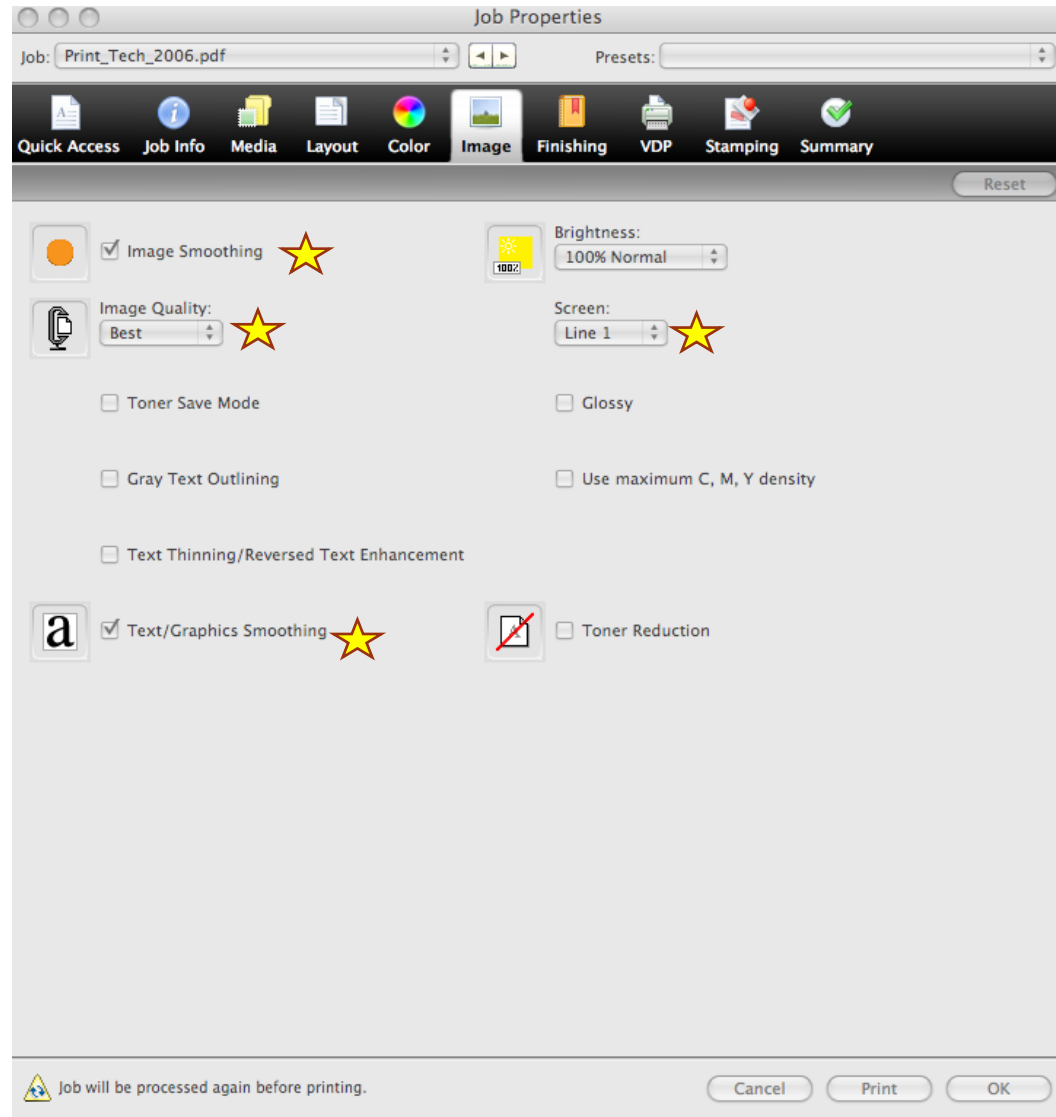 Job Properties
Job: Print_Tech_2006.pdf Presets:
Quick Access Job Info Media Layout Color Image Finishing VDP Stamping Summary
Reset
Image Smoothing
Brightness:
100% Normal
100%
Image Quality:
Best
Screen:
Line 1
Toner Save Mode
Glossy
Gray Text Outlining
Use maximum C, M, Y density
Text Thinning/Reversed Text Enhancement
a
Text/Graphics Smoothing
A
Toner Reduction
Job will be processed again before printing.
Cancel Print OK